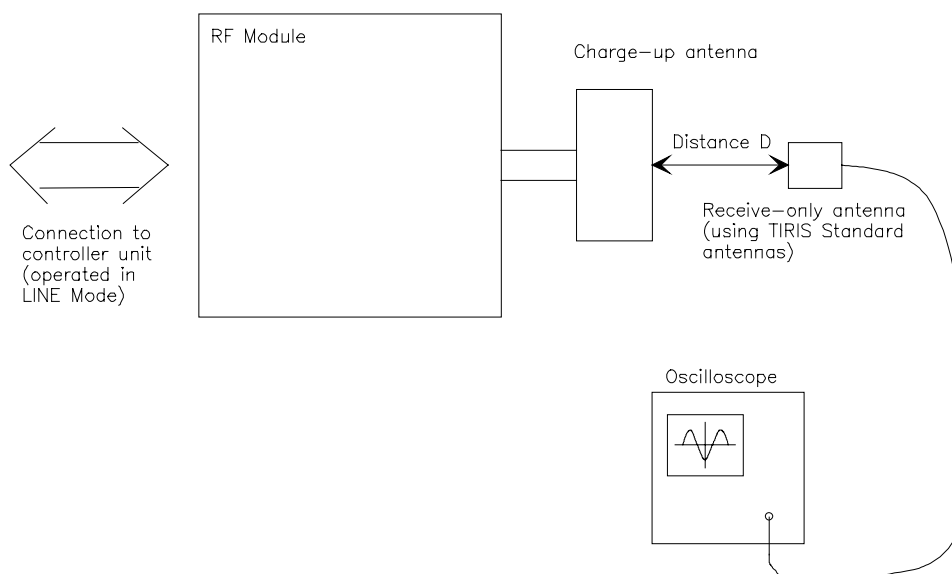 RF Module
Charge-up antenna
Distance D
Receive-only antenna
(using TIRIS Standard
antennas)
Connection to
controller unit
(operated in
LINE Mode)
Oscilloscope